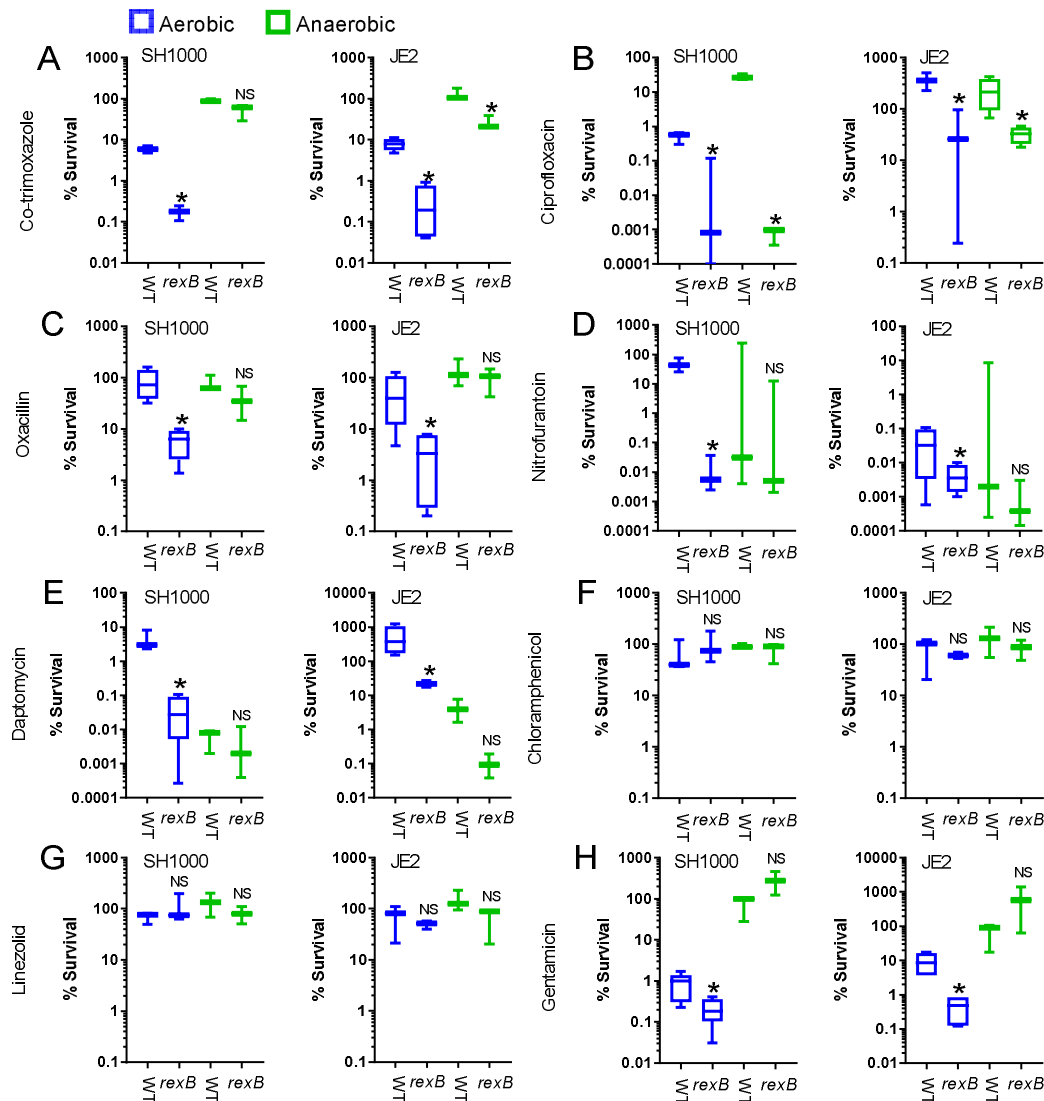 Aerobic Anaerobic
A
SH1000
JE2
Co-trimoxazole
% Survival
1000
100
10
1
0.1
0.01
NS
*
WT rexB WT rexB
% Survival
1000
100
10
1
0.1
0.01
*
*
WT rexB WT rexB
B
SH1000
JE2
Ciprofloxacin
% Survival
100
10
1
0.1
0.01
0.001
0.0001
*
*
WT rexB WT rexB
% Survival
1000
100
10
1
0.1
*
*
WT rexB WT rexB
C
SH1000
JE2
Oxacillin
% Survival
1000
100
10
1
0.1
NS
*
WT rexB WT rexB
% Survival
1000
100
10
1
0.1
NS
*
WT rexB WT rexB
D
SH1000
JE2
Nitrofurantoin
% Survival
1000
100
10
1
0.1
0.01
0.001
0.0001
NS
*
WT rexB WT rexB
% Survival
100
10
1
0.1
0.01
0.001
0.0001
*
NS
WT rexB WT rexB
E
SH1000
JE2
Daptomycin
% Survival
100
10
1
0.1
0.01
0.001
0.0001
*
NS
WT rexB WT rexB
% Survival
10000
1000
100
10
1
0.1
0.01
*
NS
WT rexB WT rexB
F
SH1000
JE2
Chloramphenicol
% Survival
1000
100
10
1
0.1
NS
NS
WT rexB WT rexB
% Survival
1000
100
10
1
0.1
NS
NS
WT rexB WT rexB
G
SH1000
JE2
Linezolid
% Survival
1000
100
10
1
0.1
NS
NS
WT rexB WT rexB
% Survival
1000
100
10
1
0.1
NS
NS
WT rexB WT rexB
H
SH1000
JE2
Gentamicin
% Survival
1000
100
10
1
0.1
0.01
NS
*
WT rexB WT rexB
% Survival
10000
1000
100
10
1
0.1
0.01
NS
*
WT rexB WT rexB